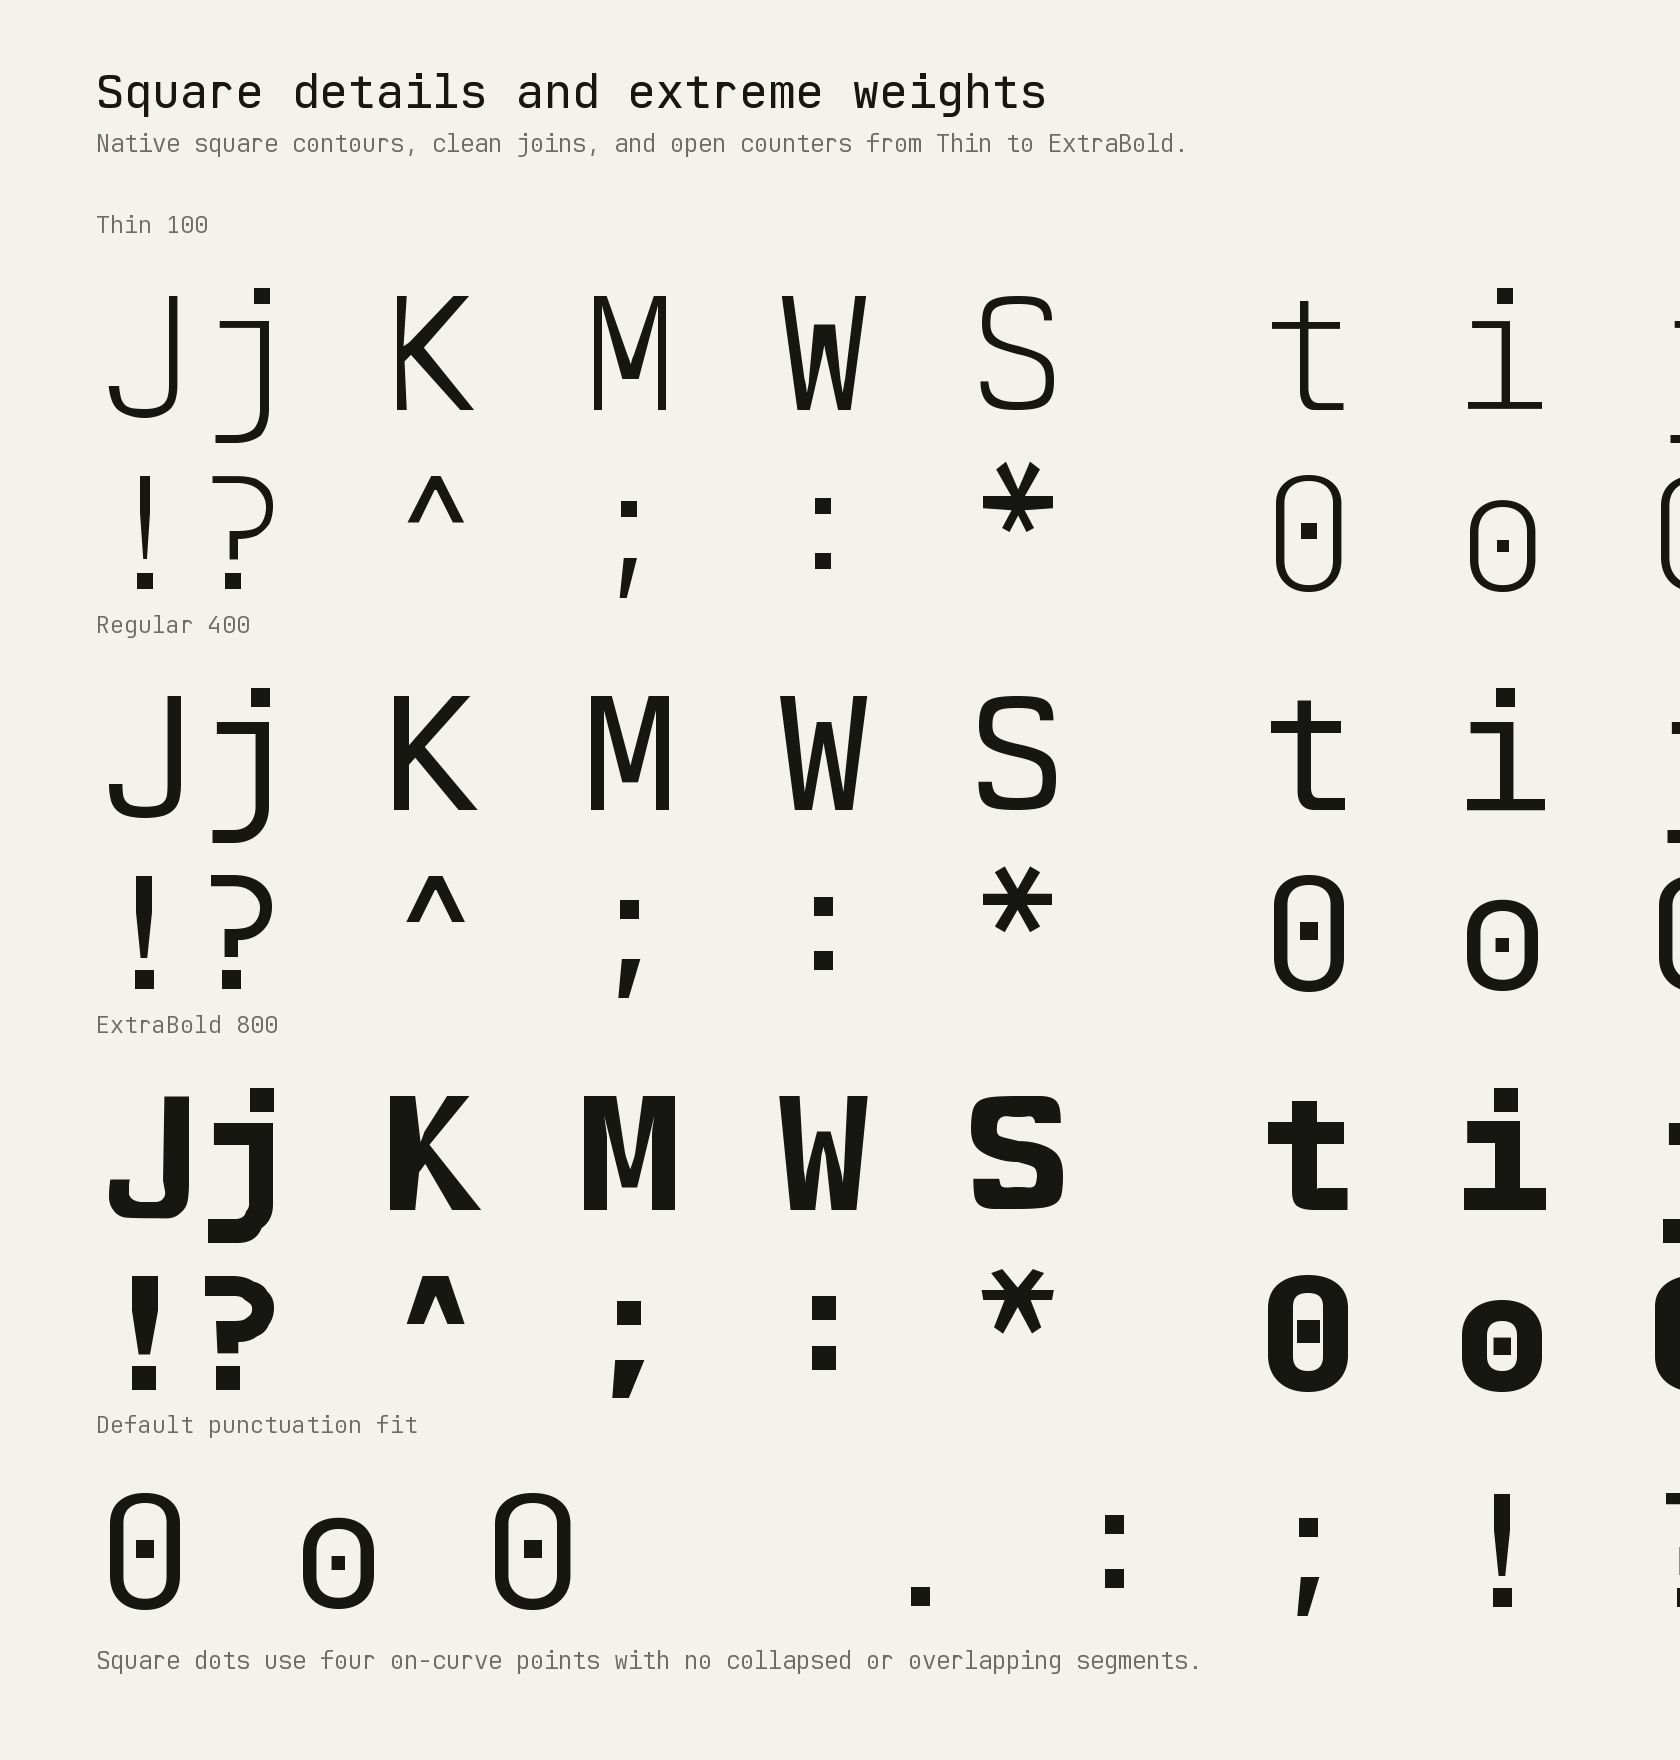 Square details and extreme weights
Native square contours, clean joins, and open counters from Thin to ExtraBold.
Thin 100
Jj K M W S t i
!? ^ ; : * 0 o
Regular 400
Jj K M W S t i
!? ^ ; : * 0 o
ExtraBold 800
Jj K M W S t i
!? ^ ; : * 0 o
Default punctuation fit
0 o 0 . : ; !
Square dots use four on-curve points with no collapsed or overlapping segments.